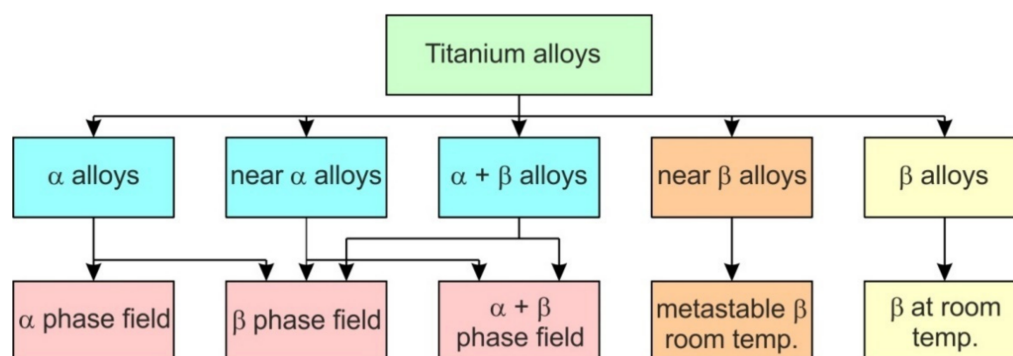 Titanium alloys
α alloys
near α alloys
α + β alloys
near β alloys
β alloys
α phase field
β phase field
α + β
phase field
metastable β
room temp.
β at room
temp.